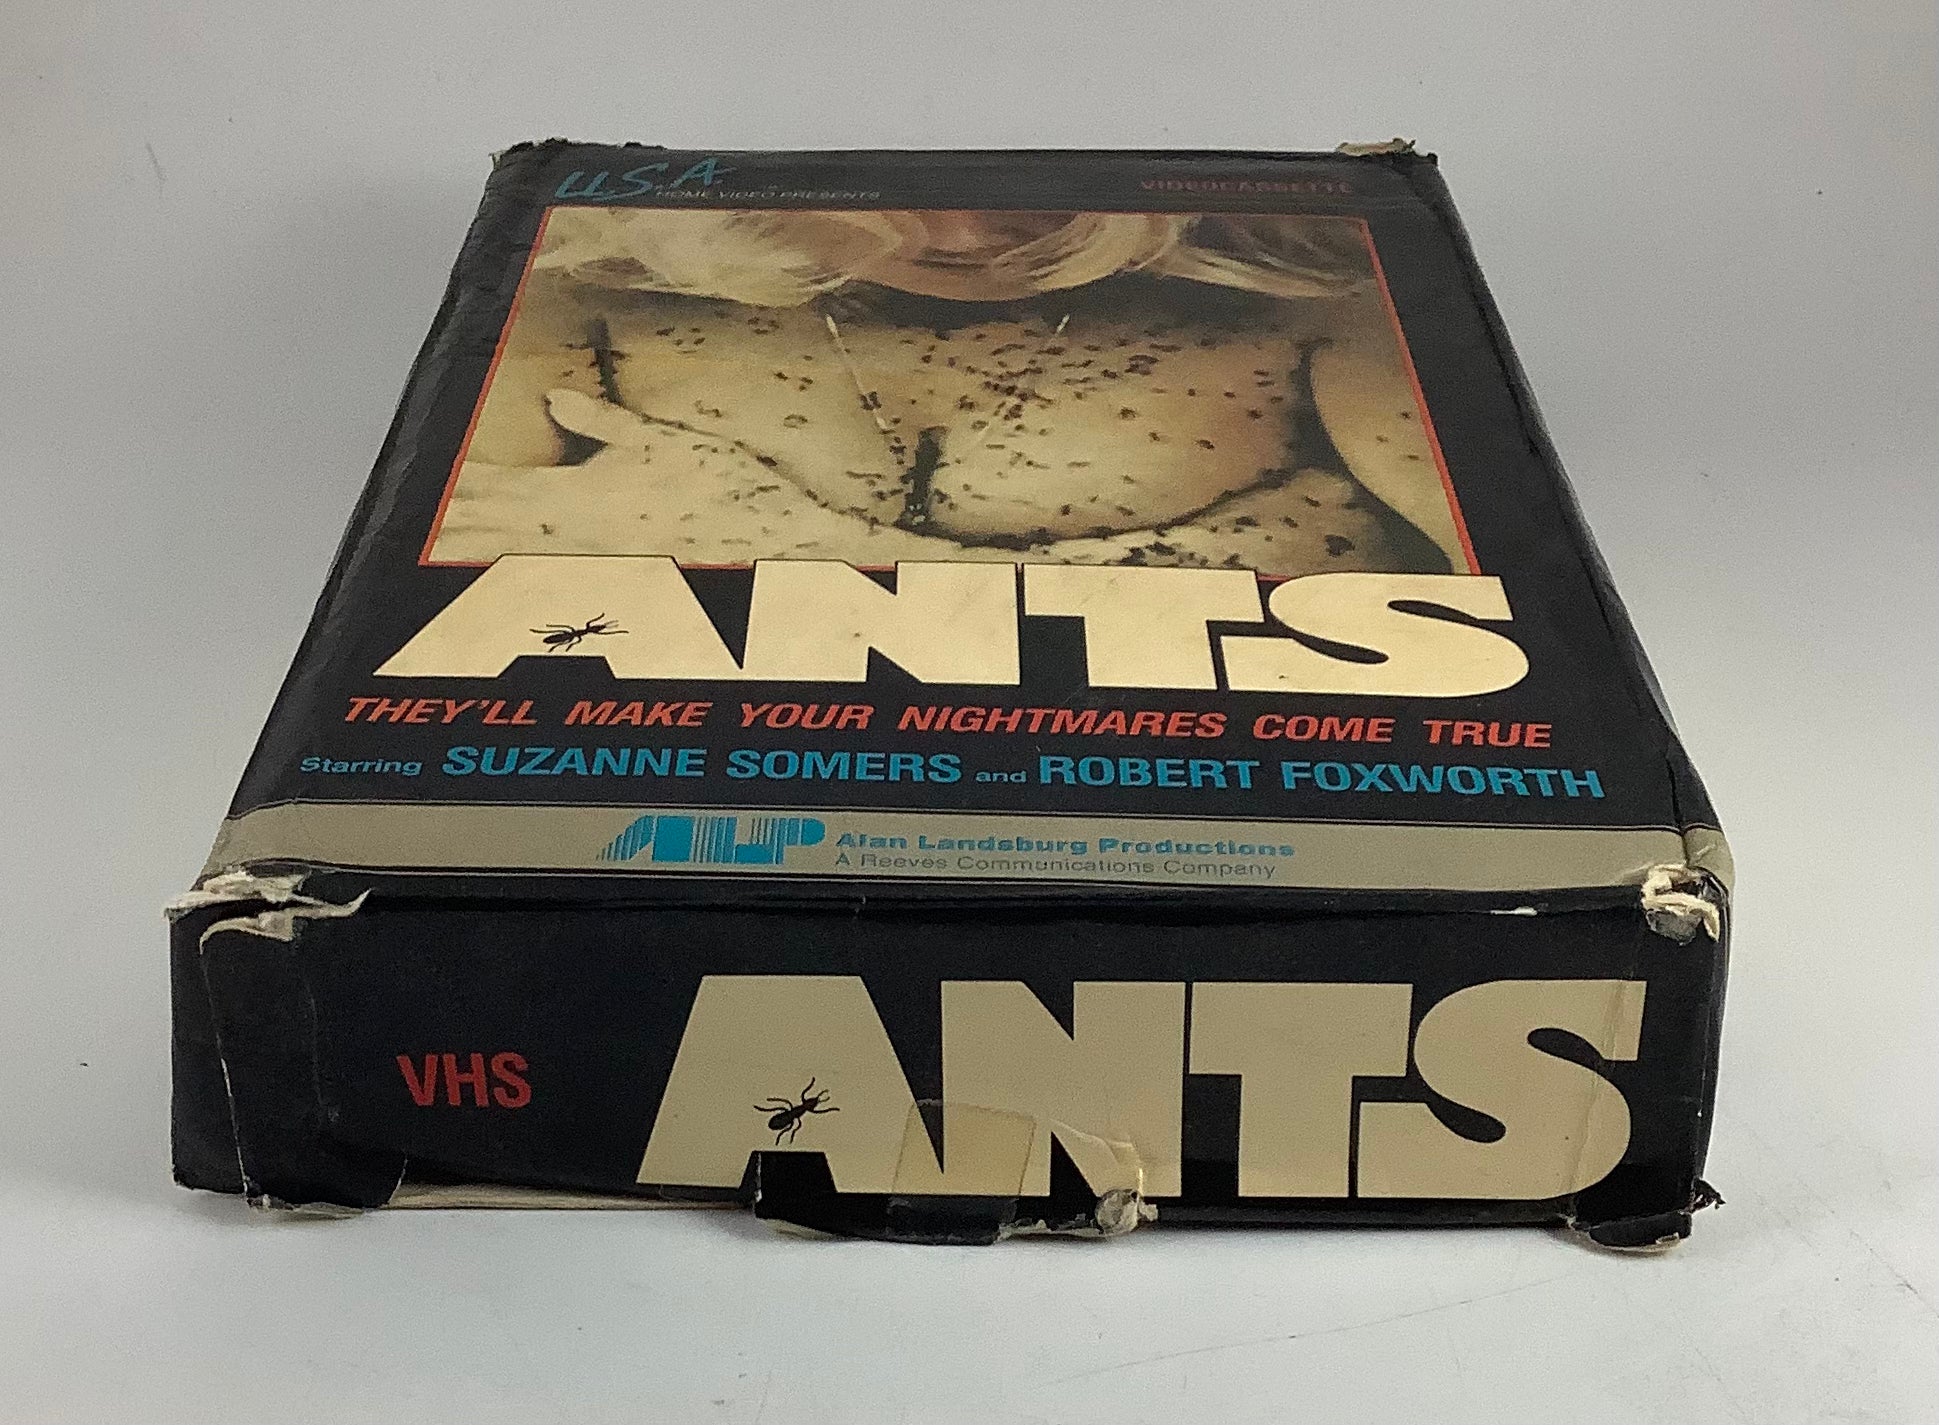 U.S.A.
HOME VIDEO PRESENTS
VIDEOCASSETTE
ANTS
THEY'LL MAKE YOUR NIGHTMARES COME TRUE
Starring SUZANNE SOMERS and ROBERT FOXWORTH
ALP Alan Landsburg Productions
A Reeves Communications Company
VHS ANTS